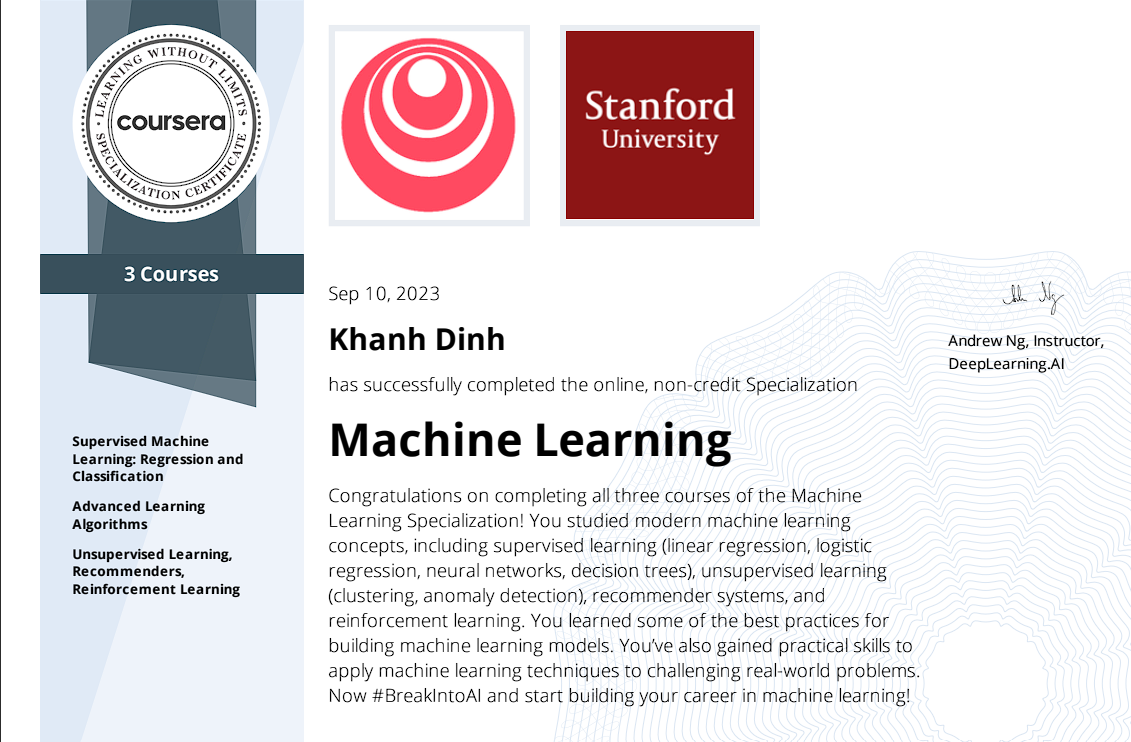 LEARNING WITHOUT LIMITS
coursera
SPECIALIZATION CERTIFICATE
3 Courses
Supervised Machine
Learning: Regression and
Classification
Advanced Learning
Algorithms
Unsupervised Learning,
Recommenders,
Reinforcement Learning
Stanford
University
Sep 10, 2023
Khanh Dinh
has successfully completed the online, non-credit Specialization
Machine Learning
Congratulations on completing all three courses of the Machine
Learning Specialization! You studied modern machine learning
concepts, including supervised learning (linear regression, logistic
regression, neural networks, decision trees), unsupervised learning
(clustering, anomaly detection), recommender systems, and
reinforcement learning. You learned some of the best practices for
building machine learning models. You’ve also gained practical skills to
apply machine learning techniques to challenging real-world problems.
Now #BreakIntoAI and start building your career in machine learning!
Andrew Ng, Instructor,
DeepLearning.AI